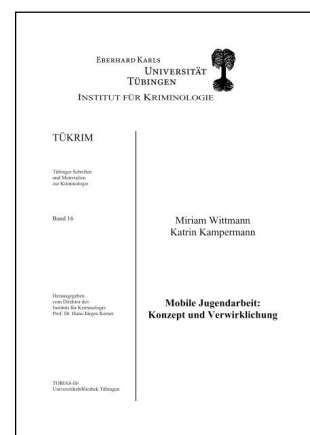 EBERHARD KARLS
UNIVERSITÄT
TÜBINGEN
INSTITUT FÜR KRIMINOLOGIE
TÜKRIM
Tübinger Schriften
und Materialien
zur Kriminologie
Band 16
Miriam Wittmann
Katrin Kampermann
Herausgegeben
vom Direktor des
Instituts für Kriminologie
Prof. Dr. Hans-Jürgen Kerner
Mobile Jugendarbeit:
Konzept und Verwirklichung
TOBIAS-lib
Universitätsbibliothek Tübingen